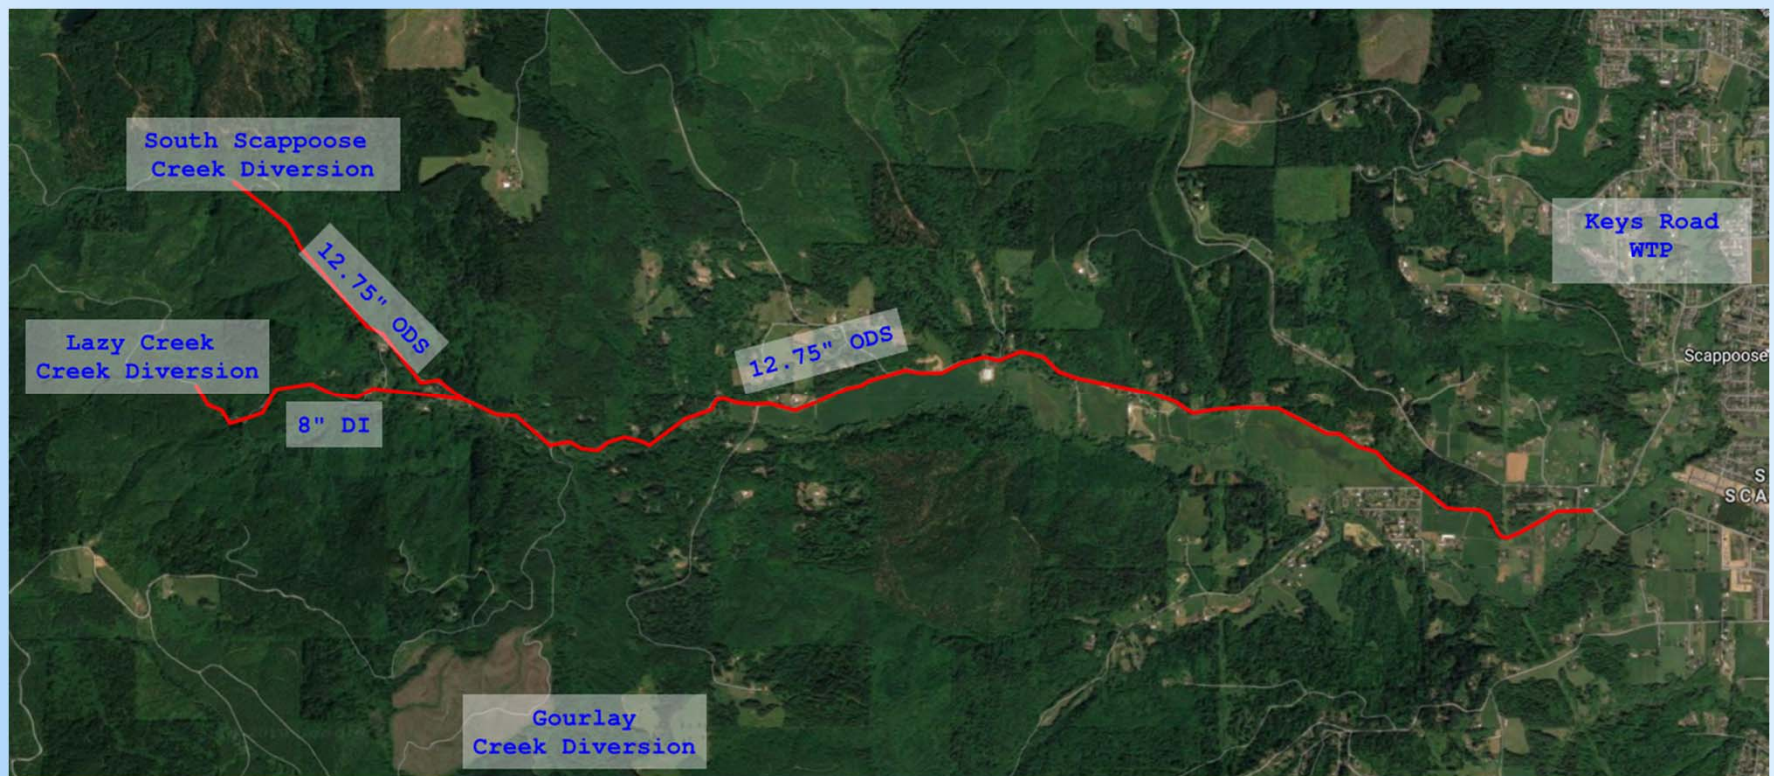 South Scappoose
Creek Diversion
Keys Road
WTP
12.75" ODS
Lazy Creek
Creek Diversion
12.75" ODS
Scappoose
8" DI
S
SCA
Gourlay
Creek Diversion